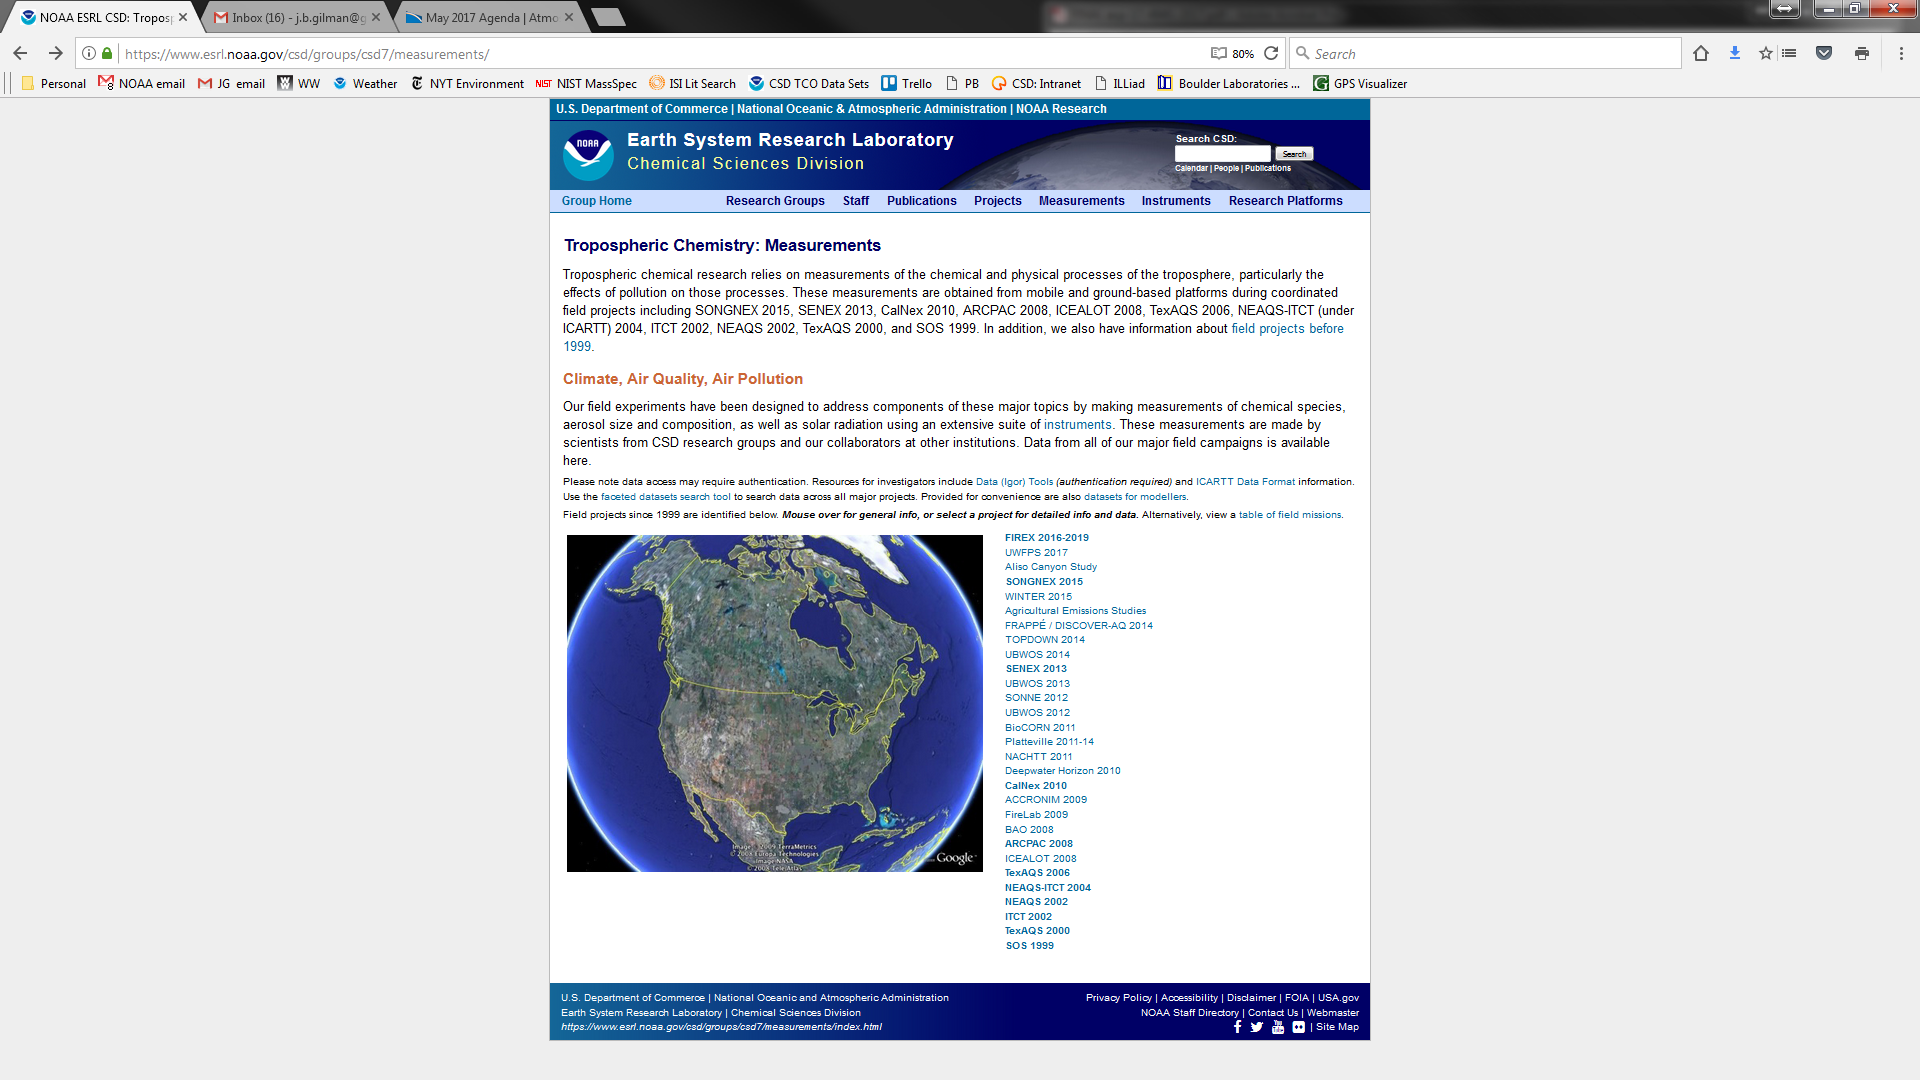 NOAA ESRL CSD: Tropos
Inbox (16) - j.b.gilman@g
May 2017 Agenda | Atmo
https://www.esrl.noaa.gov/csd/groups/csd7/measurements/
80%
Search
Personal NOAA email JG email WW Weather NYT Environment NIST NIST MassSpec ISI Lit Search CSD TCO Data Sets Trello PB CSD: Intranet ILLiad Boulder Laboratories ... GPS Visualizer
U.S. Department of Commerce | National Oceanic & Atmospheric Administration | NOAA Research
NOAA
Earth System Research Laboratory
Chemical Sciences Division
Search CSD:
Search
Calendar | People | Publications
Group Home Research Groups Staff Publications Projects Measurements Instruments Research Platforms
Tropospheric Chemistry: Measurements
Tropospheric chemical research relies on measurements of the chemical and physical processes of the troposphere, particularly the
effects of pollution on those processes. These measurements are obtained from mobile and ground-based platforms during coordinated
field projects including SONGNEX 2015, SENEX 2013, CalNex 2010, ARCPAC 2008, ICEALOT 2008, TexAQS 2006, NEAQS-ITCT (under
ICARTT) 2004, ITCT 2002, NEAQS 2002, TexAQS 2000, and SOS 1999. In addition, we also have information about field projects before
1999.
Climate, Air Quality, Air Pollution
Our field experiments have been designed to address components of these major topics by making measurements of chemical species,
aerosol size and composition, as well as solar radiation using an extensive suite of instruments. These measurements are made by
scientists from CSD research groups and our collaborators at other institutions. Data from all of our major field campaigns is available
here.
Please note data access may require authentication. Resources for investigators include Data (Igor) Tools (authentication required) and ICARTT Data Format information.
Use the faceted datasets search tool to search data across all major projects. Provided for convenience are also datasets for modellers.
Field projects since 1999 are identified below. Mouse over for general info, or select a project for detailed info and data. Alternatively, view a table of field missions.
Image © 2009 TerraMetrics
© 2008 Europa Technologies
Image NASA
© 2008 Tele Atlas
Google
FIREX 2016-2019
UWFPS 2017
Aliso Canyon Study
SONGNEX 2015
WINTER 2015
Agricultural Emissions Studies
FRAPPÉ / DISCOVER-AQ 2014
TOPDOWN 2014
UBWOS 2014
SENEX 2013
UBWOS 2013
SONNE 2012
UBWOS 2012
BioCORN 2011
Platteville 2011-14
NACHTT 2011
Deepwater Horizon 2010
CalNex 2010
ACCRONIM 2009
FireLab 2009
BAO 2008
ARCPAC 2008
ICEALOT 2008
TexAQS 2006
NEAQS-ITCT 2004
NEAQS 2002
ITCT 2002
TexAQS 2000
SOS 1999
U.S. Department of Commerce | National Oceanic and Atmospheric Administration
Earth System Research Laboratory | Chemical Sciences Division
https://www.esrl.noaa.gov/csd/groups/csd7/measurements/index.html
Privacy Policy | Accessibility | Disclaimer | FOIA | USA.gov
NOAA Staff Directory | Contact Us | Webmaster
| Site Map